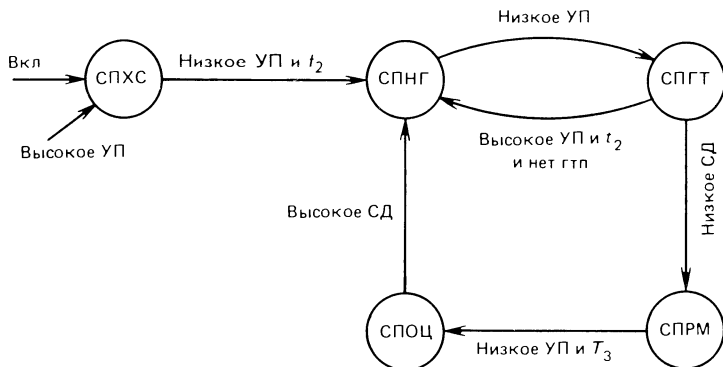 Низкое УП
Вкл
Низкое УП и t₂
СПХС
СПНГ
СПГТ
Высокое УП
Высокое УП и t₂
и нет гтп
Низкое СД
Высокое СД
СПОЦ
СПРМ
Низкое УП и T₃